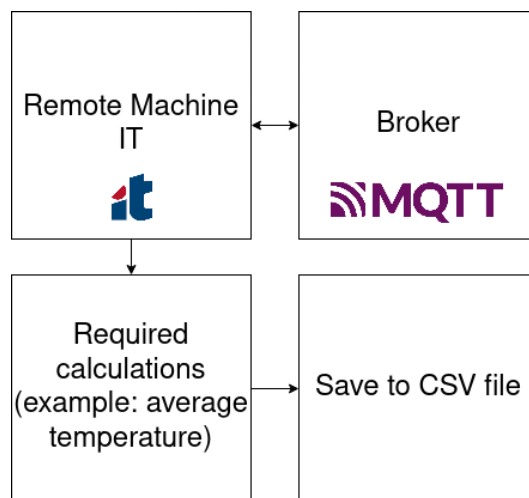 Remote Machine
IT
it
Broker
MQTT
Required
calculations
(example: average
temperature)
Save to CSV file